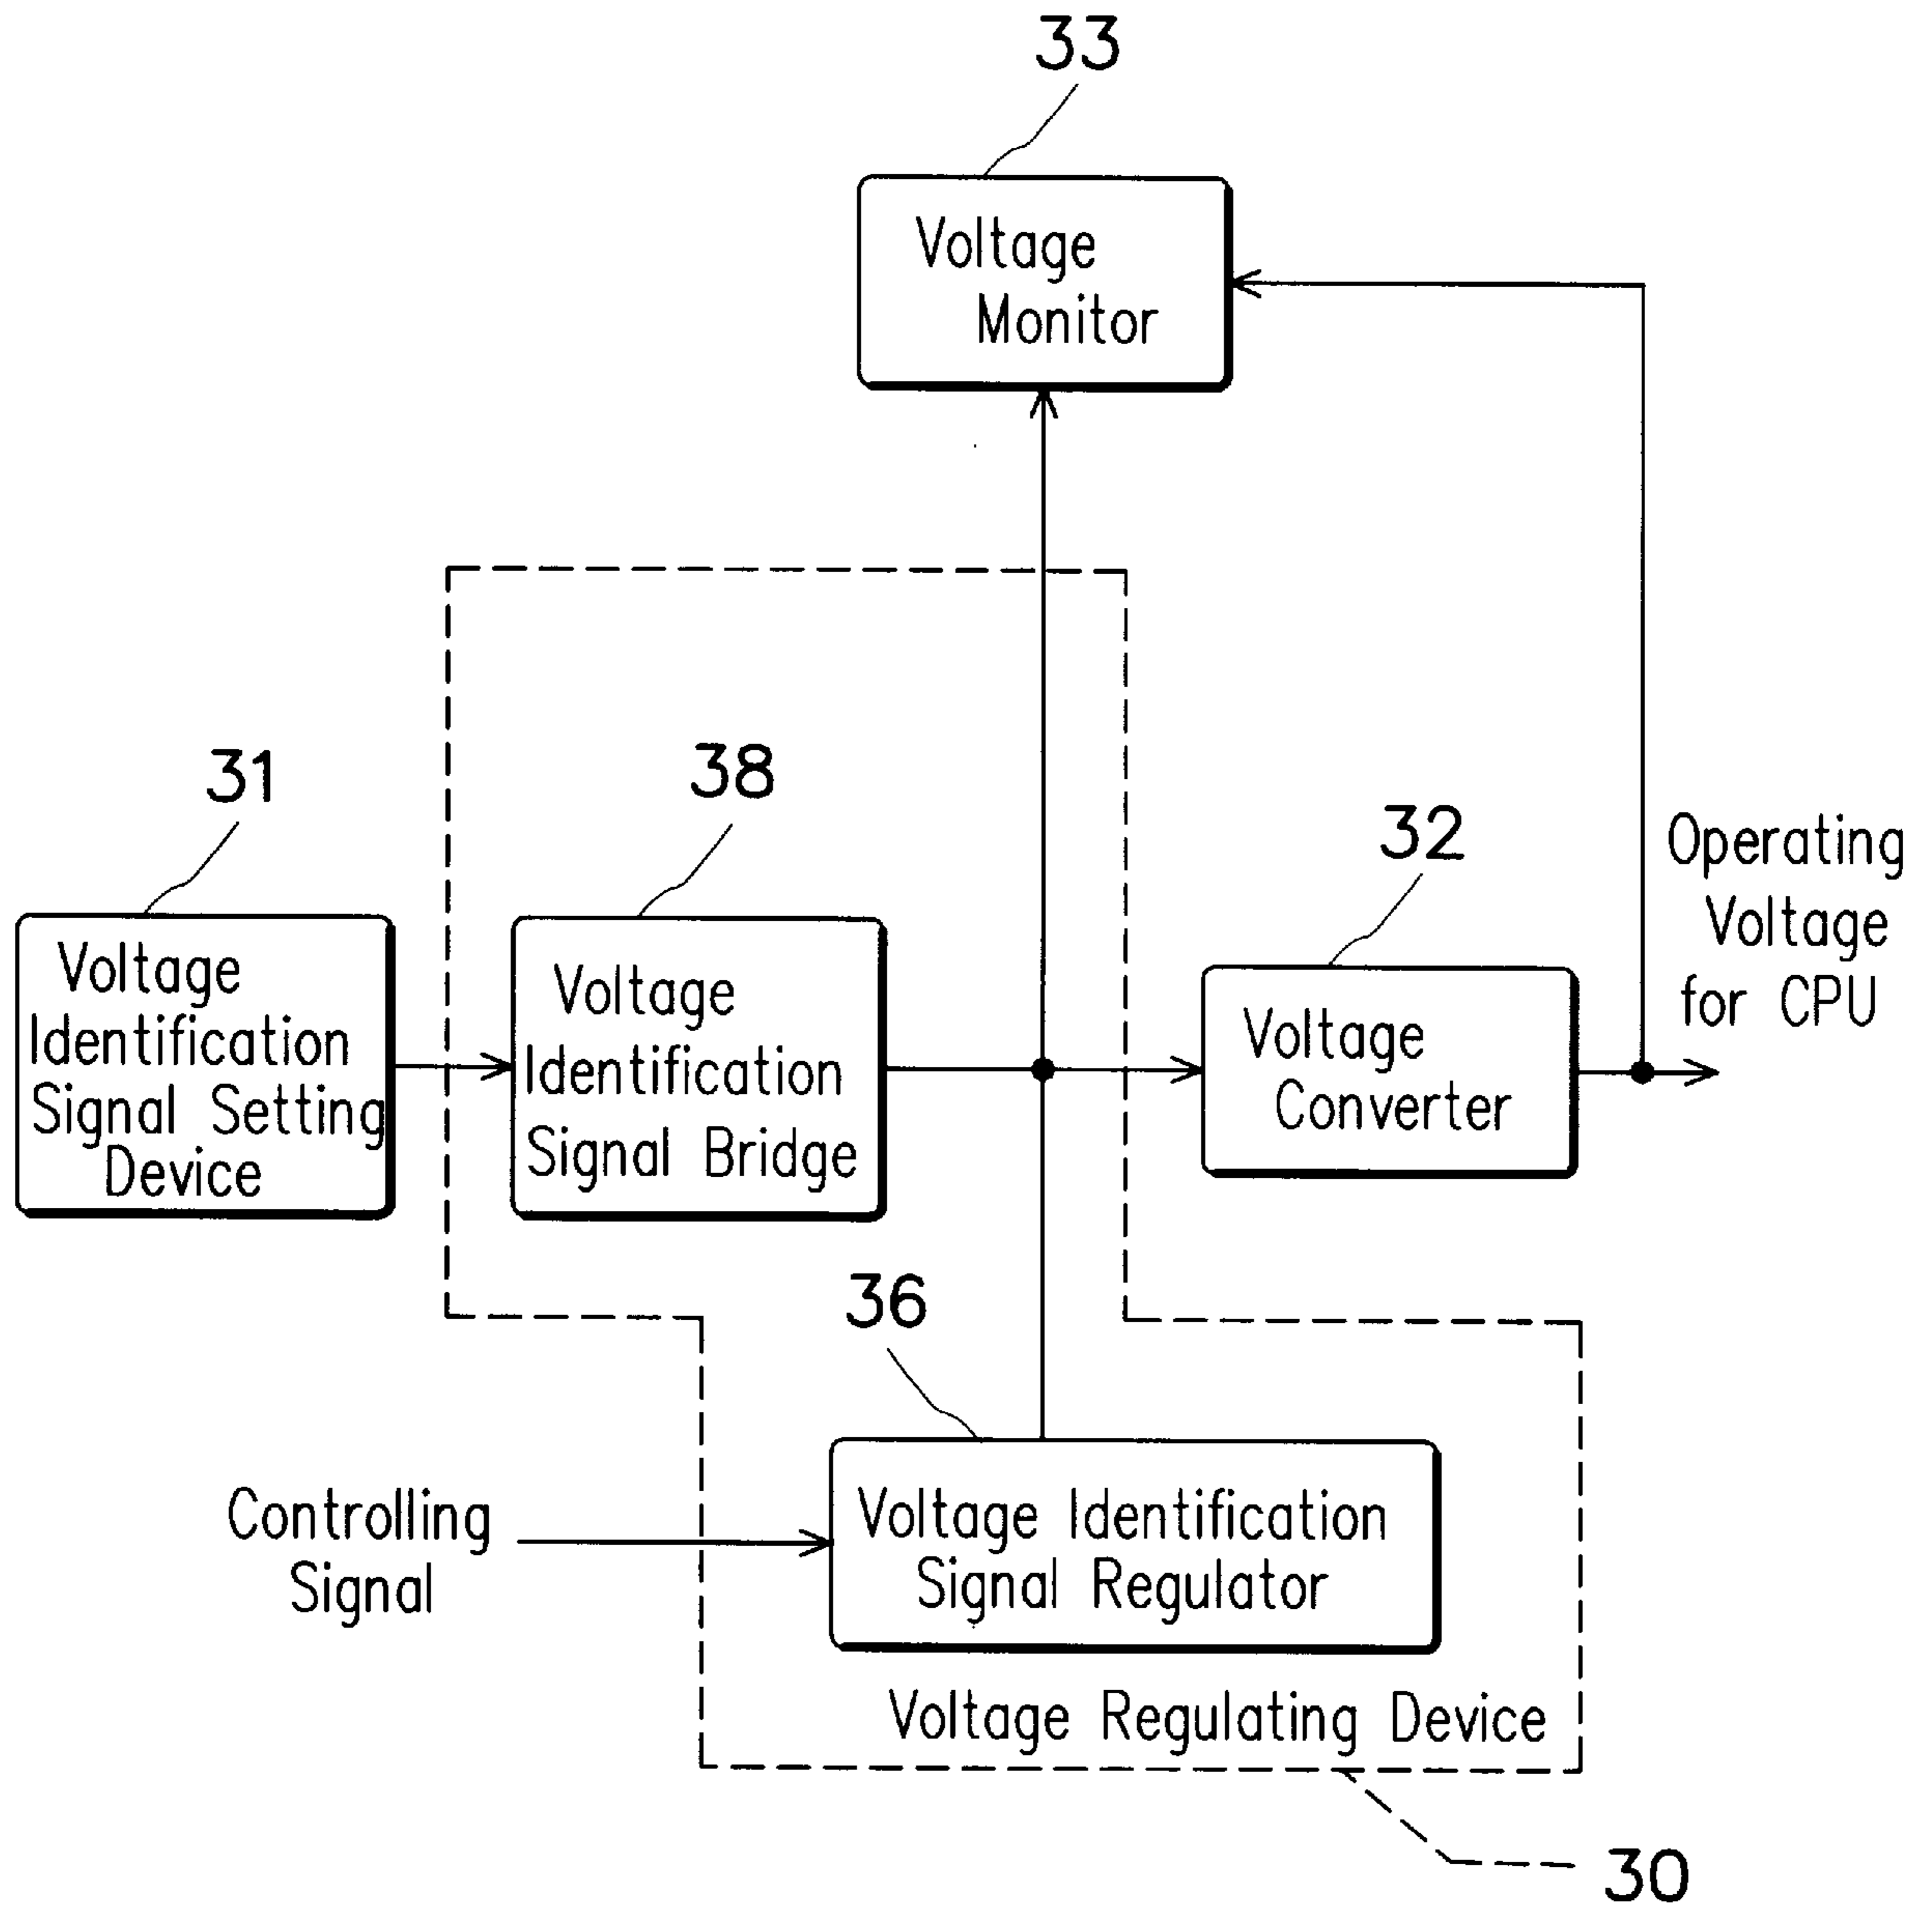 33
Voltage
Monitor
31
38
32
Operating
Voltage
for CPU
Voltage
Identification
Signal Setting
Device
Voltage
Identification
Signal Bridge
Voltage
Converter
36
Controlling
Signal
Voltage Identification
Signal Regulator
Voltage Regulating Device
30